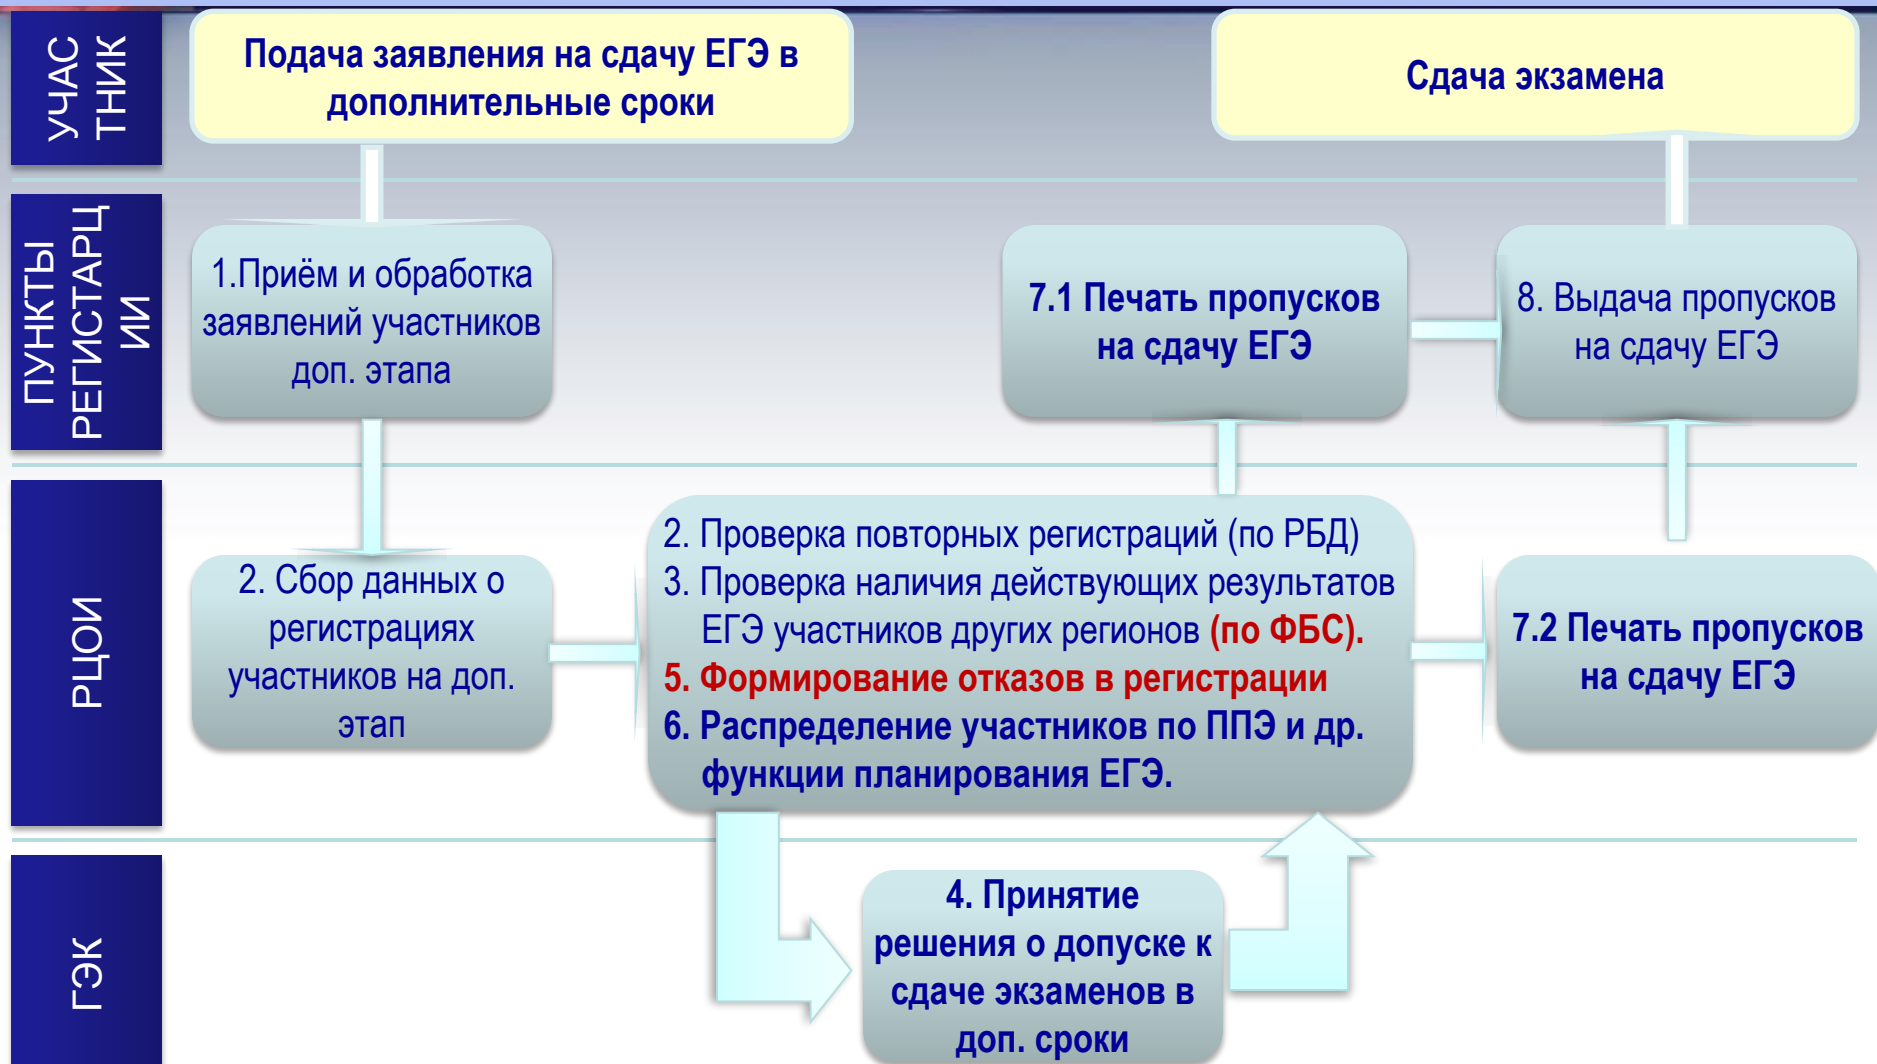 УЧАС
ТНИК
Подача заявления на сдачу ЕГЭ в
дополнительные сроки
Сдача экзамена
ПУНКТЫ
РЕГИСТАРЦ
ИИ
1.Приём и обработка
заявлений участников
доп. этапа
7.1 Печать пропусков
на сдачу ЕГЭ
8. Выдача пропусков
на сдачу ЕГЭ
РЦОИ
2. Сбор данных о
регистрациях
участников на доп.
этап
2. Проверка повторных регистраций (по РБД)
3. Проверка наличия действующих результатов
ЕГЭ участников других регионов (по ФБС).
5. Формирование отказов в регистрации
6. Распределение участников по ППЭ и др.
функции планирования ЕГЭ.
7.2 Печать пропусков
на сдачу ЕГЭ
ГЭК
4. Принятие
решения о допуске к
сдаче экзаменов в
доп. сроки